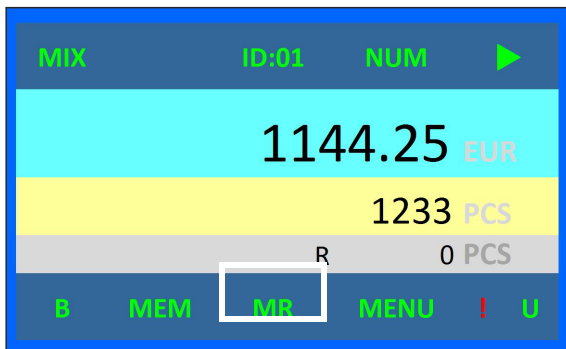 MIX ID:01 NUM
1144.25 EUR
1233 PCS
R 0 PCS
B MEM MR MENU ! U